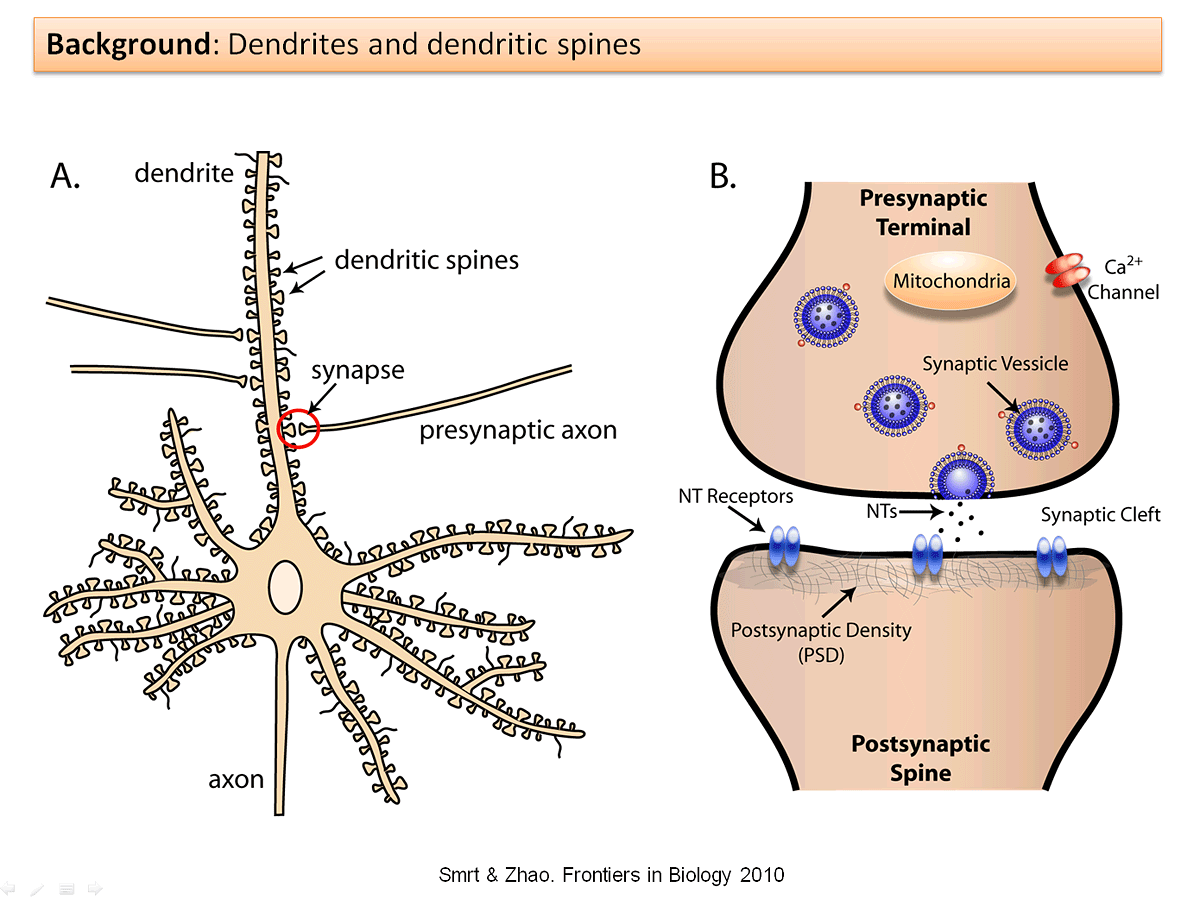 Background: Dendrites and dendritic spines
A.
dendrite
dendritic spines
synapse
presynaptic axon
axon
B.
Presynaptic
Terminal
Mitochondria
Ca2+
Channel
Synaptic Vessicle
NT Receptors
NTs
Synaptic Cleft
Postsynaptic Density
(PSD)
Postsynaptic
Spine
Smrt & Zhao. Frontiers in Biology 2010